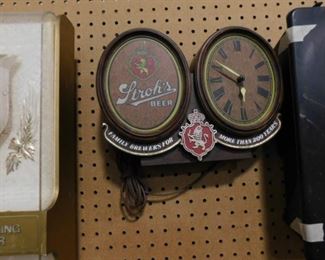 Stroh's
BEER
FAMILY BREWERS FOR
MORE THAN 200 YEARS